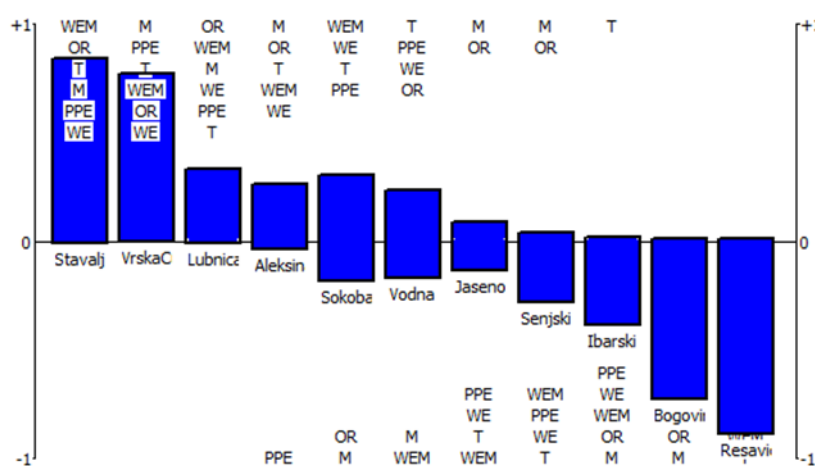 +1 WEM M OR M WEM T M M T +1
OR PPE WEM OR WE PPE OR OR
T T M T T WE
M WEM WE WEM PPE OR
PPE OR PPE WE
WE WE T
0 0
Stavalj VrskaC Lubnica Aleksin
Sokoba Vodna Jaseno
Senjski
Ibarski
PPE
PPE WEM WE
WE PPE WEM Bogovir
OR M T WE OR OR
-1 PPE M WEM WEM T M M Resavi -1